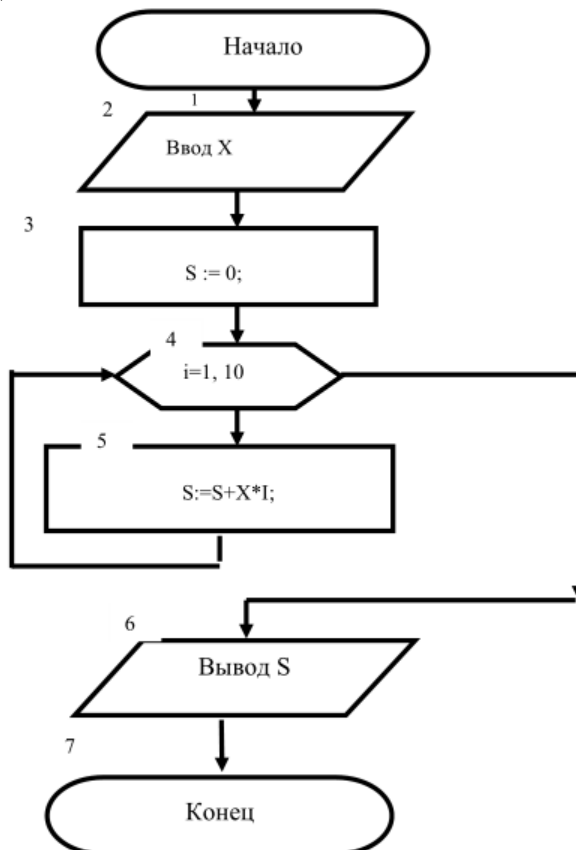 Начало
1
2
Ввод X
3
S := 0;
4
i=1, 10
5
S:=S+X*I;
6
Вывод S
7
Конец